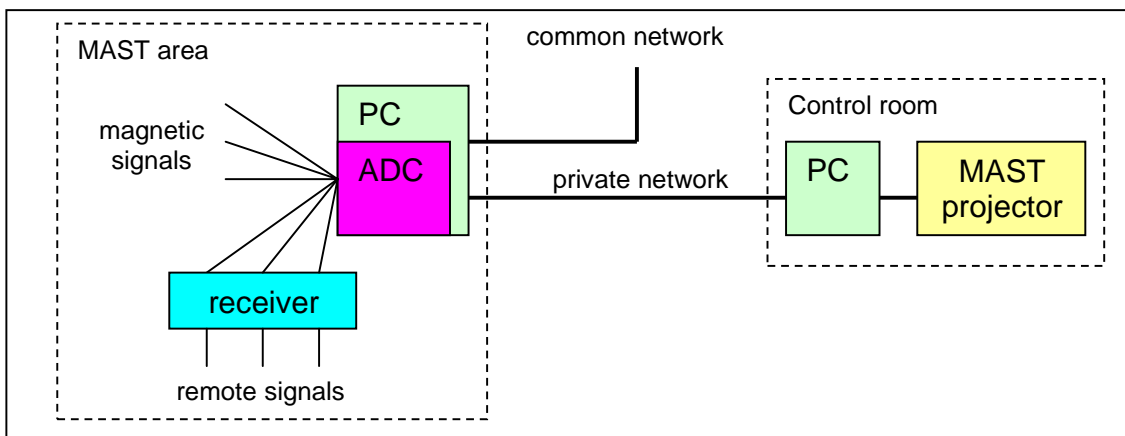 MAST area
magnetic
signals
PC
ADC
receiver
remote signals
common network
private network
Control room
PC
MAST
projector